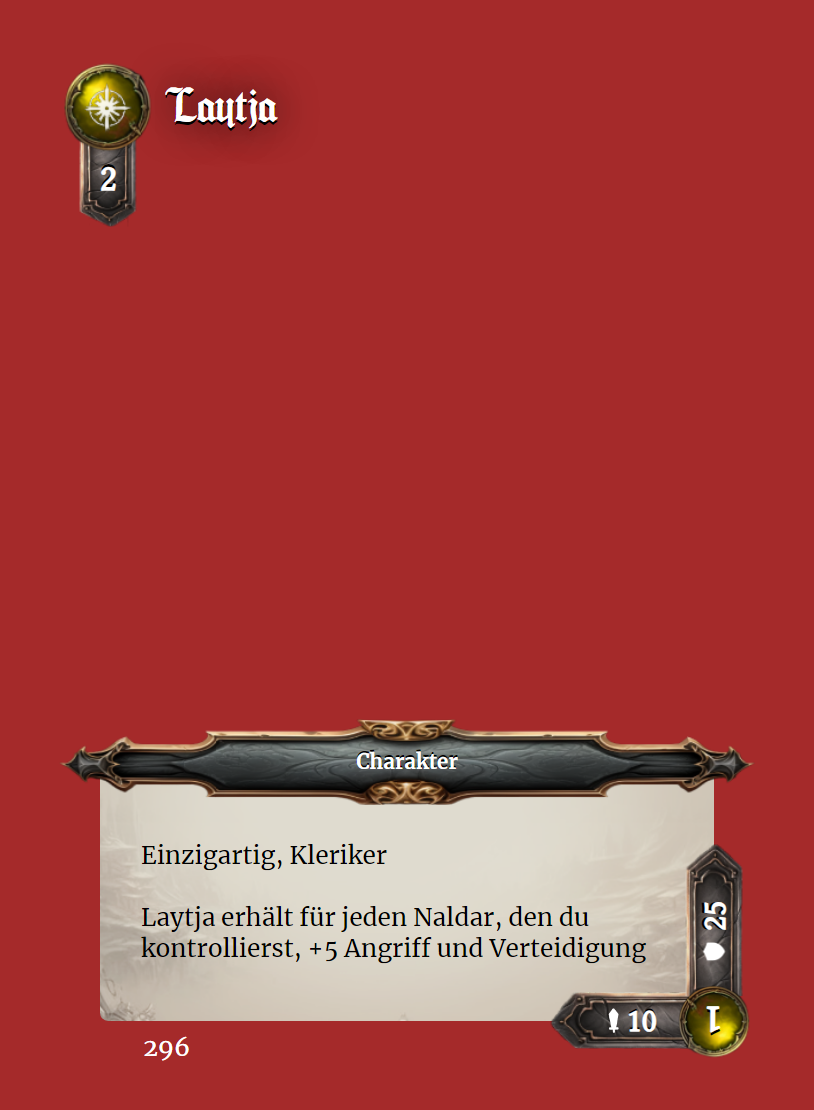 Laytja
2
Charakter
Einzigartig, Kleriker
Laytja erhält für jeden Naldar, den du
kontrollierst, +5 Angriff und Verteidigung
25
10
1
296